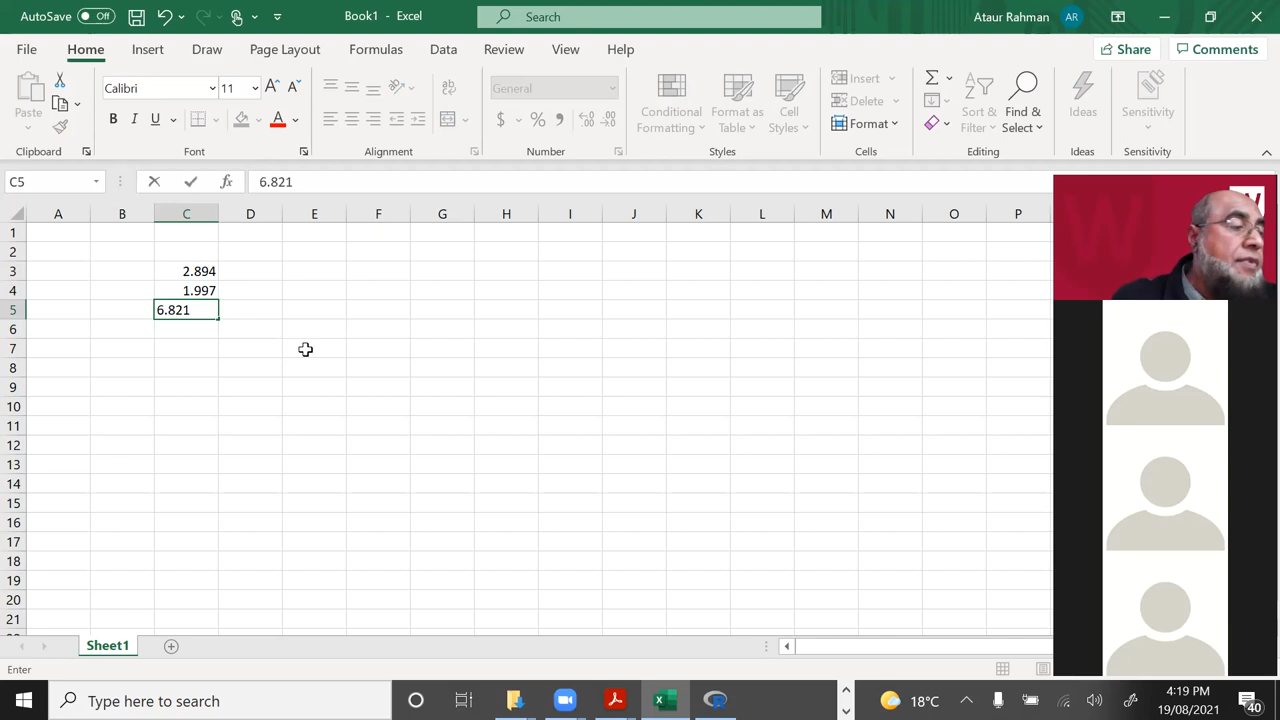 AutoSave Off Book1 - Excel Search Ataur Rahman AR
File Home Insert Draw Page Layout Formulas Data Review View Help Share Comments
Paste Calibri 11 A A ab General Conditional Formatting Format as Table Cell Styles Insert Delete Format Sort & Filter Find & Select Ideas Sensitivity
B I U A $ % 9
Clipboard Font Alignment Number Styles Cells Editing Ideas Sensitivity
C5 fx 6.821
A B C D E F G H I J K L M N O P
1
2
3 2.894
4 1.997
5 6.821
6
7
8
9
10
11
12
13
14
15
16
17
18
19
20
21
W
W
Sheet1
Enter
Type here to search 18°C 4:19 PM
19/08/2021 40